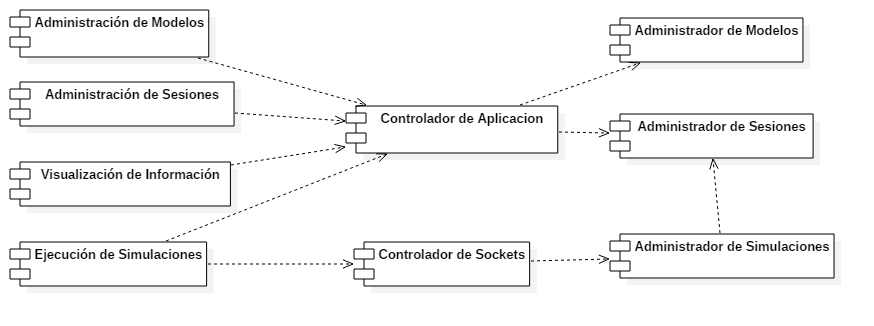 Administración de Modelos
Administración de Sesiones
Visualización de Información
Ejecución de Simulaciones
Controlador de Aplicacion
Controlador de Sockets
Administrador de Modelos
Administrador de Sesiones
Administrador de Simulaciones